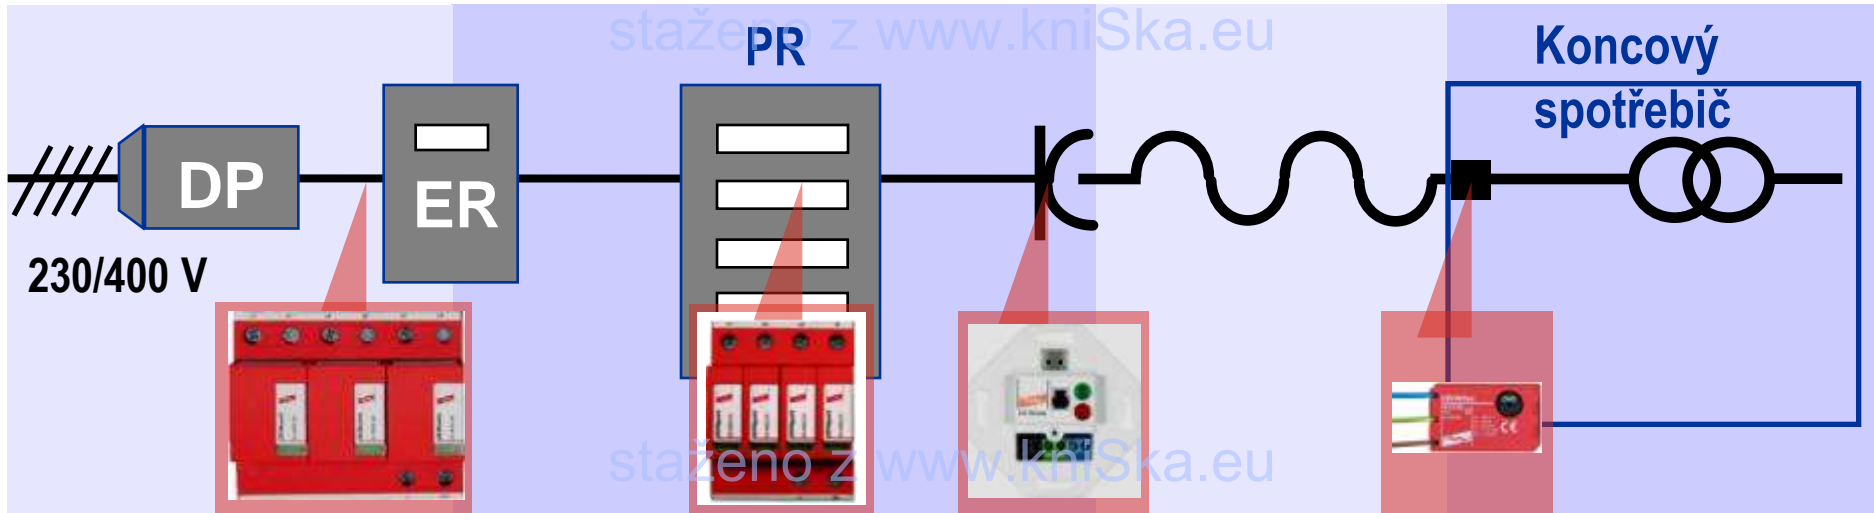 staženo z www.kniSka.eu
PR
Koncový
spotřebič
DP
ER
230/400 V
staženo z www.kniSka.eu